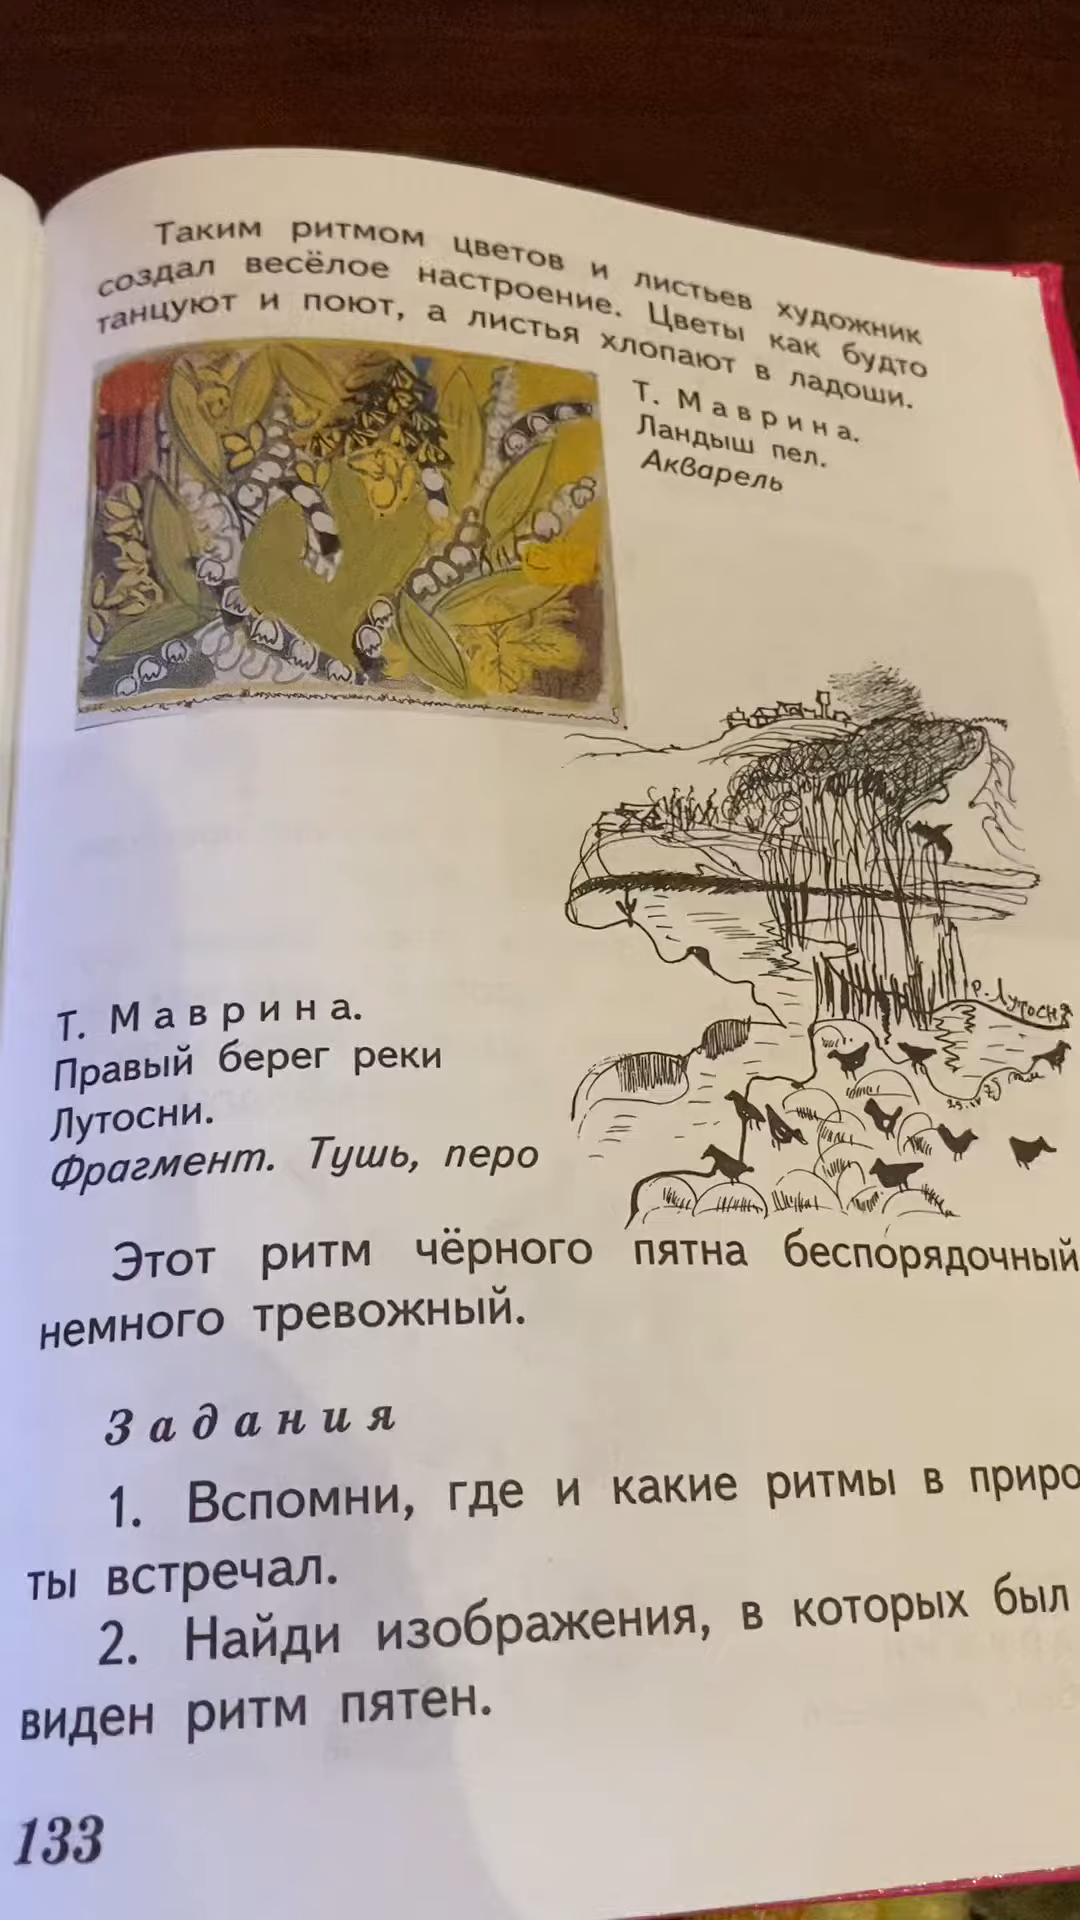 Таким ритмом цветов и листьев художник
создал весёлое настроение. Цветы как будто
танцуют и поют, а листья хлопают в ладоши.
Т. Маврина.
Ландыш пел.
Акварель
р. Лутосня
Т. Маврина.
Правый берег реки
Лутосни.
Фрагмент. Тушь, перо
Этот ритм чёрного пятна беспорядочный
немного тревожный.
Задания
1. Вспомни, где и какие ритмы в приро
ты встречал.
2. Найди изображения, в которых был
виден ритм пятен.
133